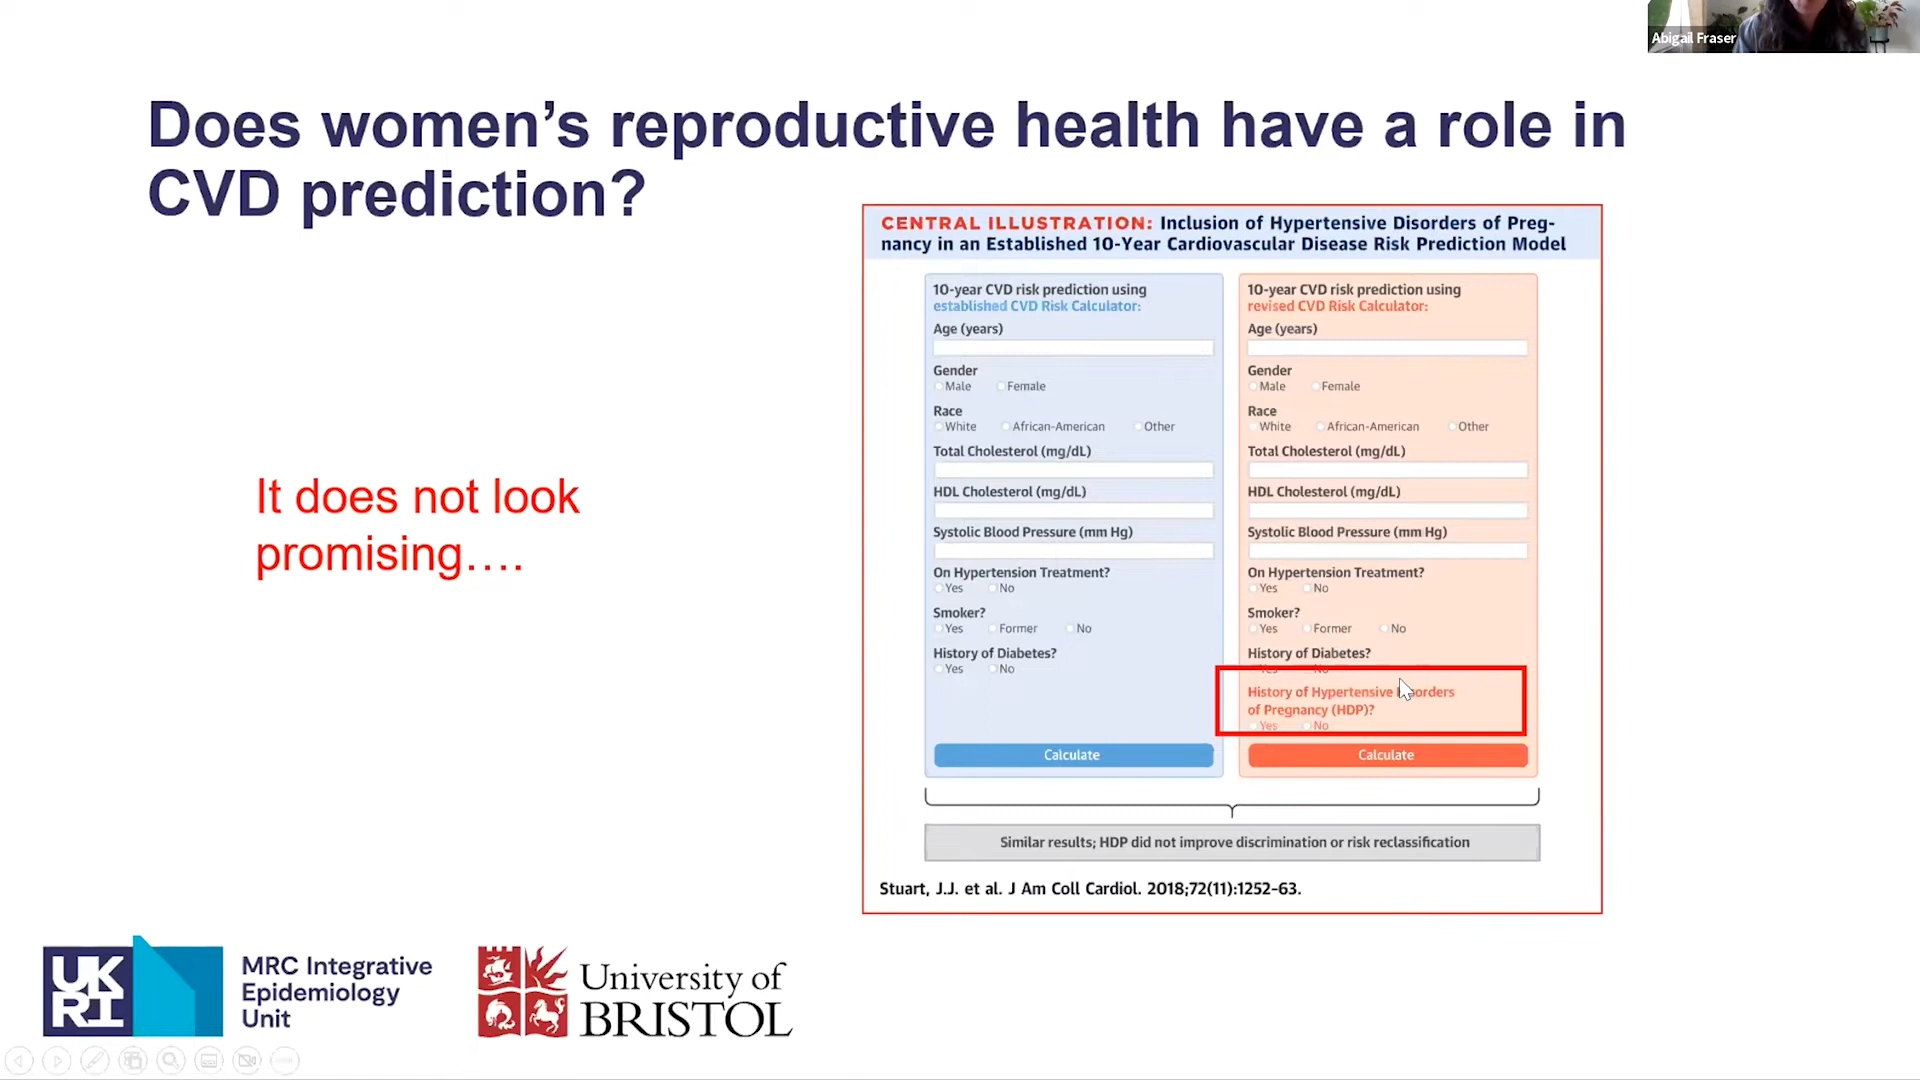 Abigail Fraser
Does women’s reproductive health have a role in
CVD prediction?
It does not look
promising….
CENTRAL ILLUSTRATION: Inclusion of Hypertensive Disorders of Preg-
nancy in an Established 10-Year Cardiovascular Disease Risk Prediction Model
10-year CVD risk prediction using
established CVD Risk Calculator:
Age (years)
Gender
Male Female
Race
White African-American Other
Total Cholesterol (mg/dL)
HDL Cholesterol (mg/dL)
Systolic Blood Pressure (mm Hg)
On Hypertension Treatment?
Yes No
Smoker?
Yes Former No
History of Diabetes?
Yes No
Calculate
10-year CVD risk prediction using
revised CVD Risk Calculator:
Age (years)
Gender
Male Female
Race
White African-American Other
Total Cholesterol (mg/dL)
HDL Cholesterol (mg/dL)
Systolic Blood Pressure (mm Hg)
On Hypertension Treatment?
Yes No
Smoker?
Yes Former No
History of Diabetes?
Yes No
History of Hypertensive Disorders
of Pregnancy (HDP)?
Yes No
Calculate
Similar results; HDP did not improve discrimination or risk reclassification
Stuart, J.J. et al. J Am Coll Cardiol. 2018;72(11):1252-63.
UK
RI
MRC Integrative
Epidemiology
Unit
University of
BRISTOL